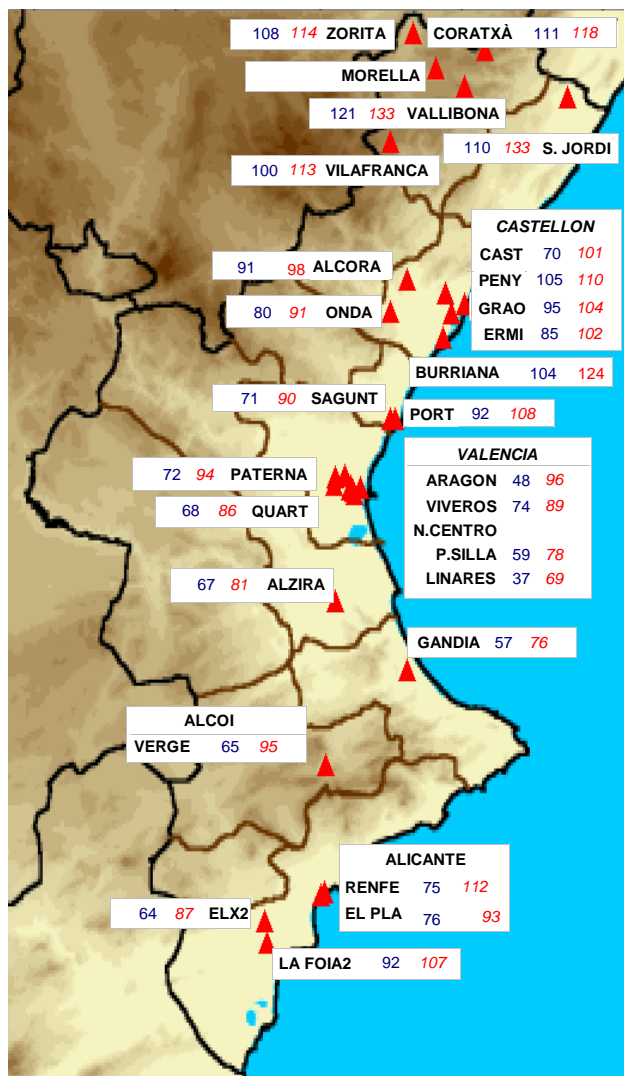 108 114 ZORITA
CORATXÀ 111 118
MORELLA
121 133 VALLIBONA
110 133 S. JORDI
100 113 VILAFRANCA
CASTELLON
CAST 70 101
PENY 105 110
GRAO 95 104
ERMI 85 102
91 98 ALCORA
80 91 ONDA
BURRIANA 104 124
71 90 SAGUNT
PORT 92 108
VALENCIA
ARAGON 48 96
VIVEROS 74 89
N.CENTRO
P.SILLA 59 78
LINARES 37 69
72 94 PATERNA
68 86 QUART
67 81 ALZIRA
GANDIA 57 76
ALCOI
VERGE 65 95
ALICANTE
RENFE 75 112
EL PLA 76 93
64 87 ELX2
LA FOIA2 92 107